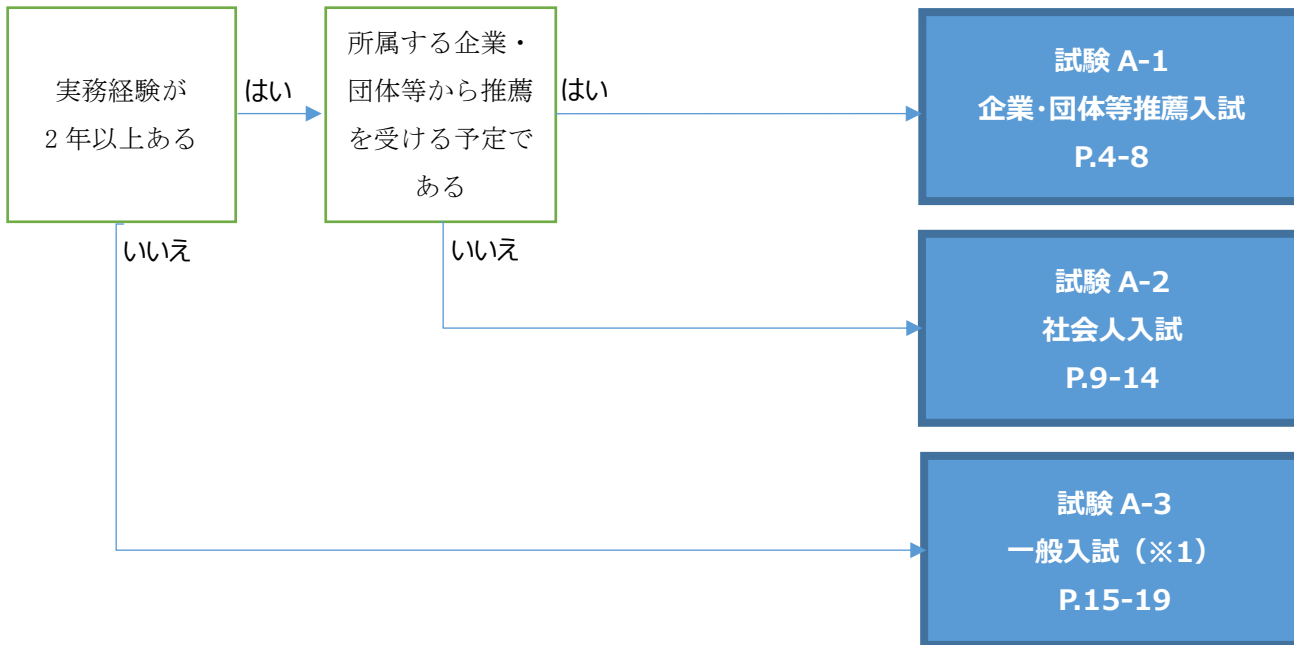 実務経験が
2年以上ある
はい
所属する企業・
団体等から推薦
を受ける予定で
ある
はい
試験 A-1
企業・団体等推薦入試
P.4-8
いいえ
いいえ
試験 A-2
社会人入試
P.9-14
試験 A-3
一般入試（※1）
P.15-19